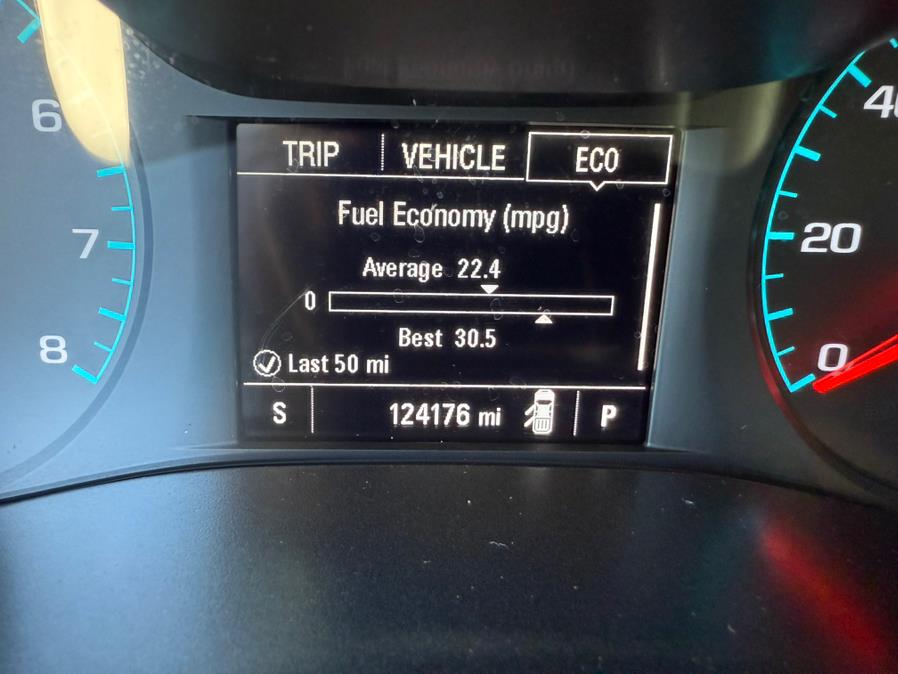 TRIP VEHICLE ECO
Fuel Economy (mpg)
Average 22.4
0
Best 30.5
Last 50 mi
S 124176 mi P
6
7
8
40
20
0